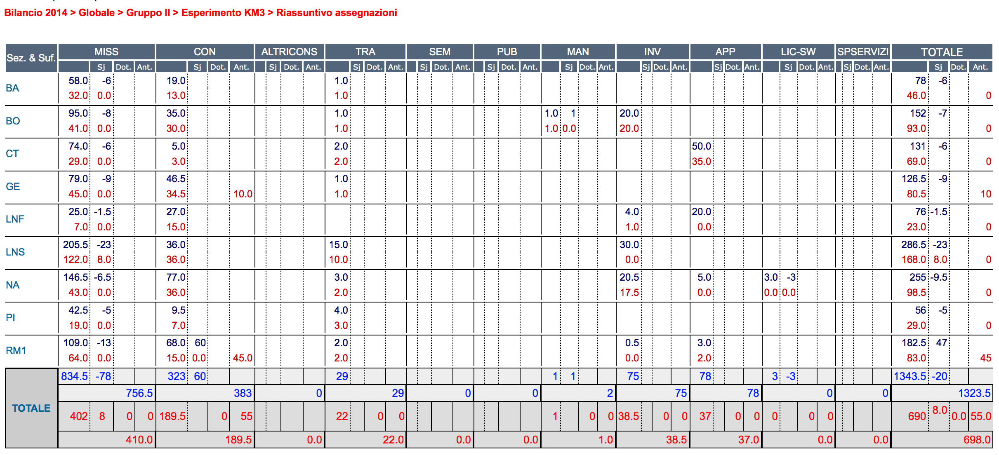 Bilancio 2014 > Globale > Gruppo II > Esperimento KM3 > Riassuntivo assegnazioni
Sez. & Suf. MISS CON ALTRICONS TRA SEM PUB MAN INV APP LIC-SW SPSERVIZI TOTALE
Sj Dot. Ant. Sj Dot. Ant. Sj Dot. Ant. Sj Dot. Ant. Sj Dot. Ant. Sj Dot. Ant. Sj Dot. Ant. Sj Dot. Ant. Sj Dot. Ant. Sj Dot. Ant. Sj Dot. Ant. Sj Dot. Ant.
BA
58.0 -6 19.0 1.0 78 -6
32.0 0.0 13.0 1.0 46.0 0
BO
95.0 -8 35.0 1.0 1.0 1 20.0 152 -7
41.0 0.0 30.0 1.0 1.0 0.0 20.0 93.0 0
CT
74.0 -6 5.0 2.0 50.0 131 -6
29.0 0.0 3.0 2.0 35.0 69.0 0
GE
79.0 -9 46.5 1.0 126.5 -9
45.0 0.0 34.5 10.0 1.0 80.5 10
LNF
25.0 -1.5 27.0 4.0 20.0 76 -1.5
7.0 0.0 15.0 1.0 0.0 23.0 0
LNS
205.5 -23 36.0 15.0 30.0 286.5 -23
122.0 8.0 36.0 10.0 0.0 168.0 8.0 0
NA
146.5 -6.5 77.0 3.0 20.5 5.0 3.0 -3 255 -9.5
43.0 0.0 36.0 2.0 17.5 0.0 0.0 0.0 98.5 0
PI
42.5 -5 9.5 4.0 56 -5
19.0 0.0 7.0 3.0 29.0 0
RM1
109.0 -13 68.0 60 2.0 0.5 3.0 182.5 47
64.0 0.0 15.0 0.0 45.0 2.0 0.0 2.0 83.0 45
TOTALE
834.5 -78 323 60 29 1 1 75 78 3 -3 1343.5 -20
756.5 383 0 29 0 0 2 75 78 0 0 1323.5
402 8 0 0 189.5 0 55 22 0 0 1 0 0 38.5 0 0 37 0 0 0 0 0 690 8.0 0.0 55.0
410.0 189.5 0.0 22.0 0.0 0.0 1.0 38.5 37.0 0.0 0.0 698.0